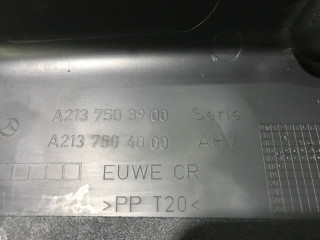 A213 750 39 00 Serie
A213 750 40 00 AHV
EUWE CR
>PP T20<